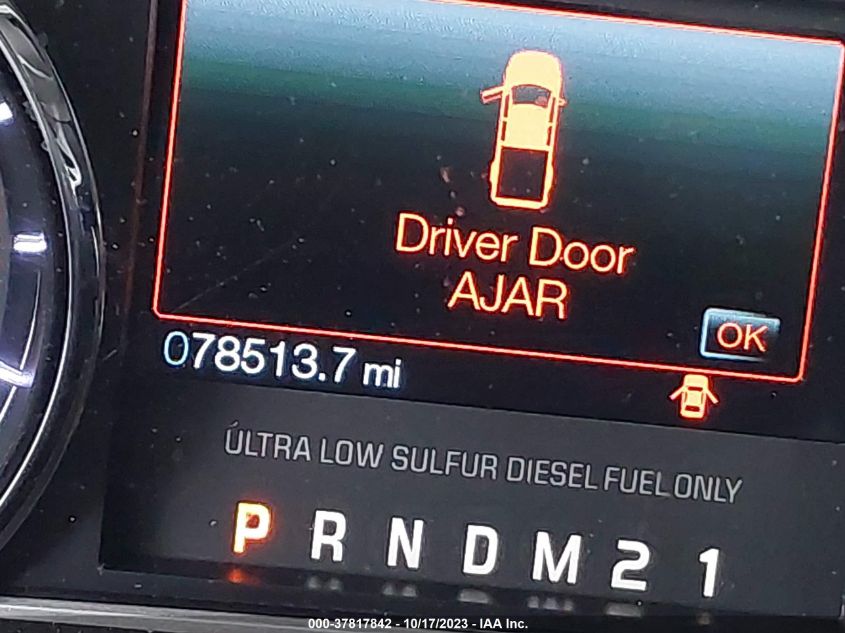 Driver Door
AJAR
OK
078513.7 mi
ULTRA LOW SULFUR DIESEL FUEL ONLY
P R N D M 2 1
000-37817842 - 10/17/2023 - IAA Inc.